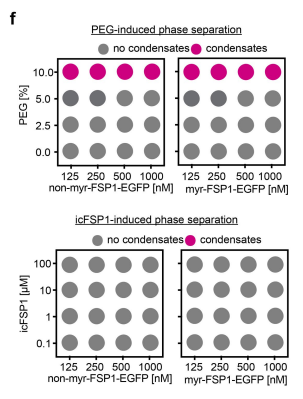 f
PEG-induced phase separation
no condensates condensates
PEG [%]
10.0
5.0
2.5
0.0
125 250 500 1000 125 250 500 1000
non-myr-FSP1-EGFP [nM] myr-FSP1-EGFP [nM]
icFSP1-induced phase separation
no condensates condensates
icFSP1 [µM]
100
10
1
0.1
125 250 500 1000 125 250 500 1000
non-myr-FSP1-EGFP [nM] myr-FSP1-EGFP [nM]